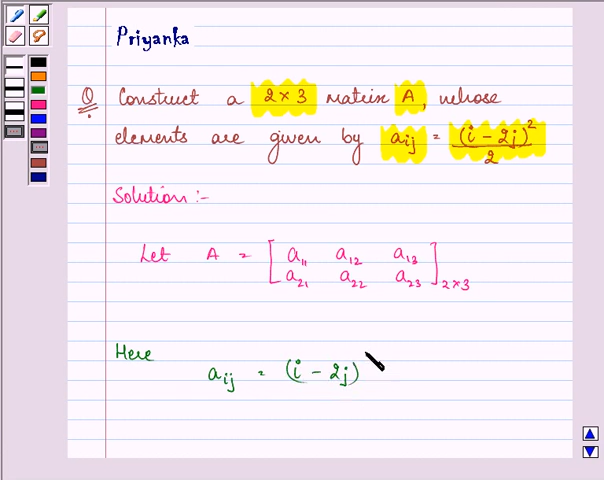 Priyanka
Q Construct a 2 × 3 matrix A, whose
elements are given by aij = (i - 2j)²/2
Solution :-
Let A = [ a11 a12 a13
a21 a22 a23 ] 2×3
Here
aij = (i - 2j)